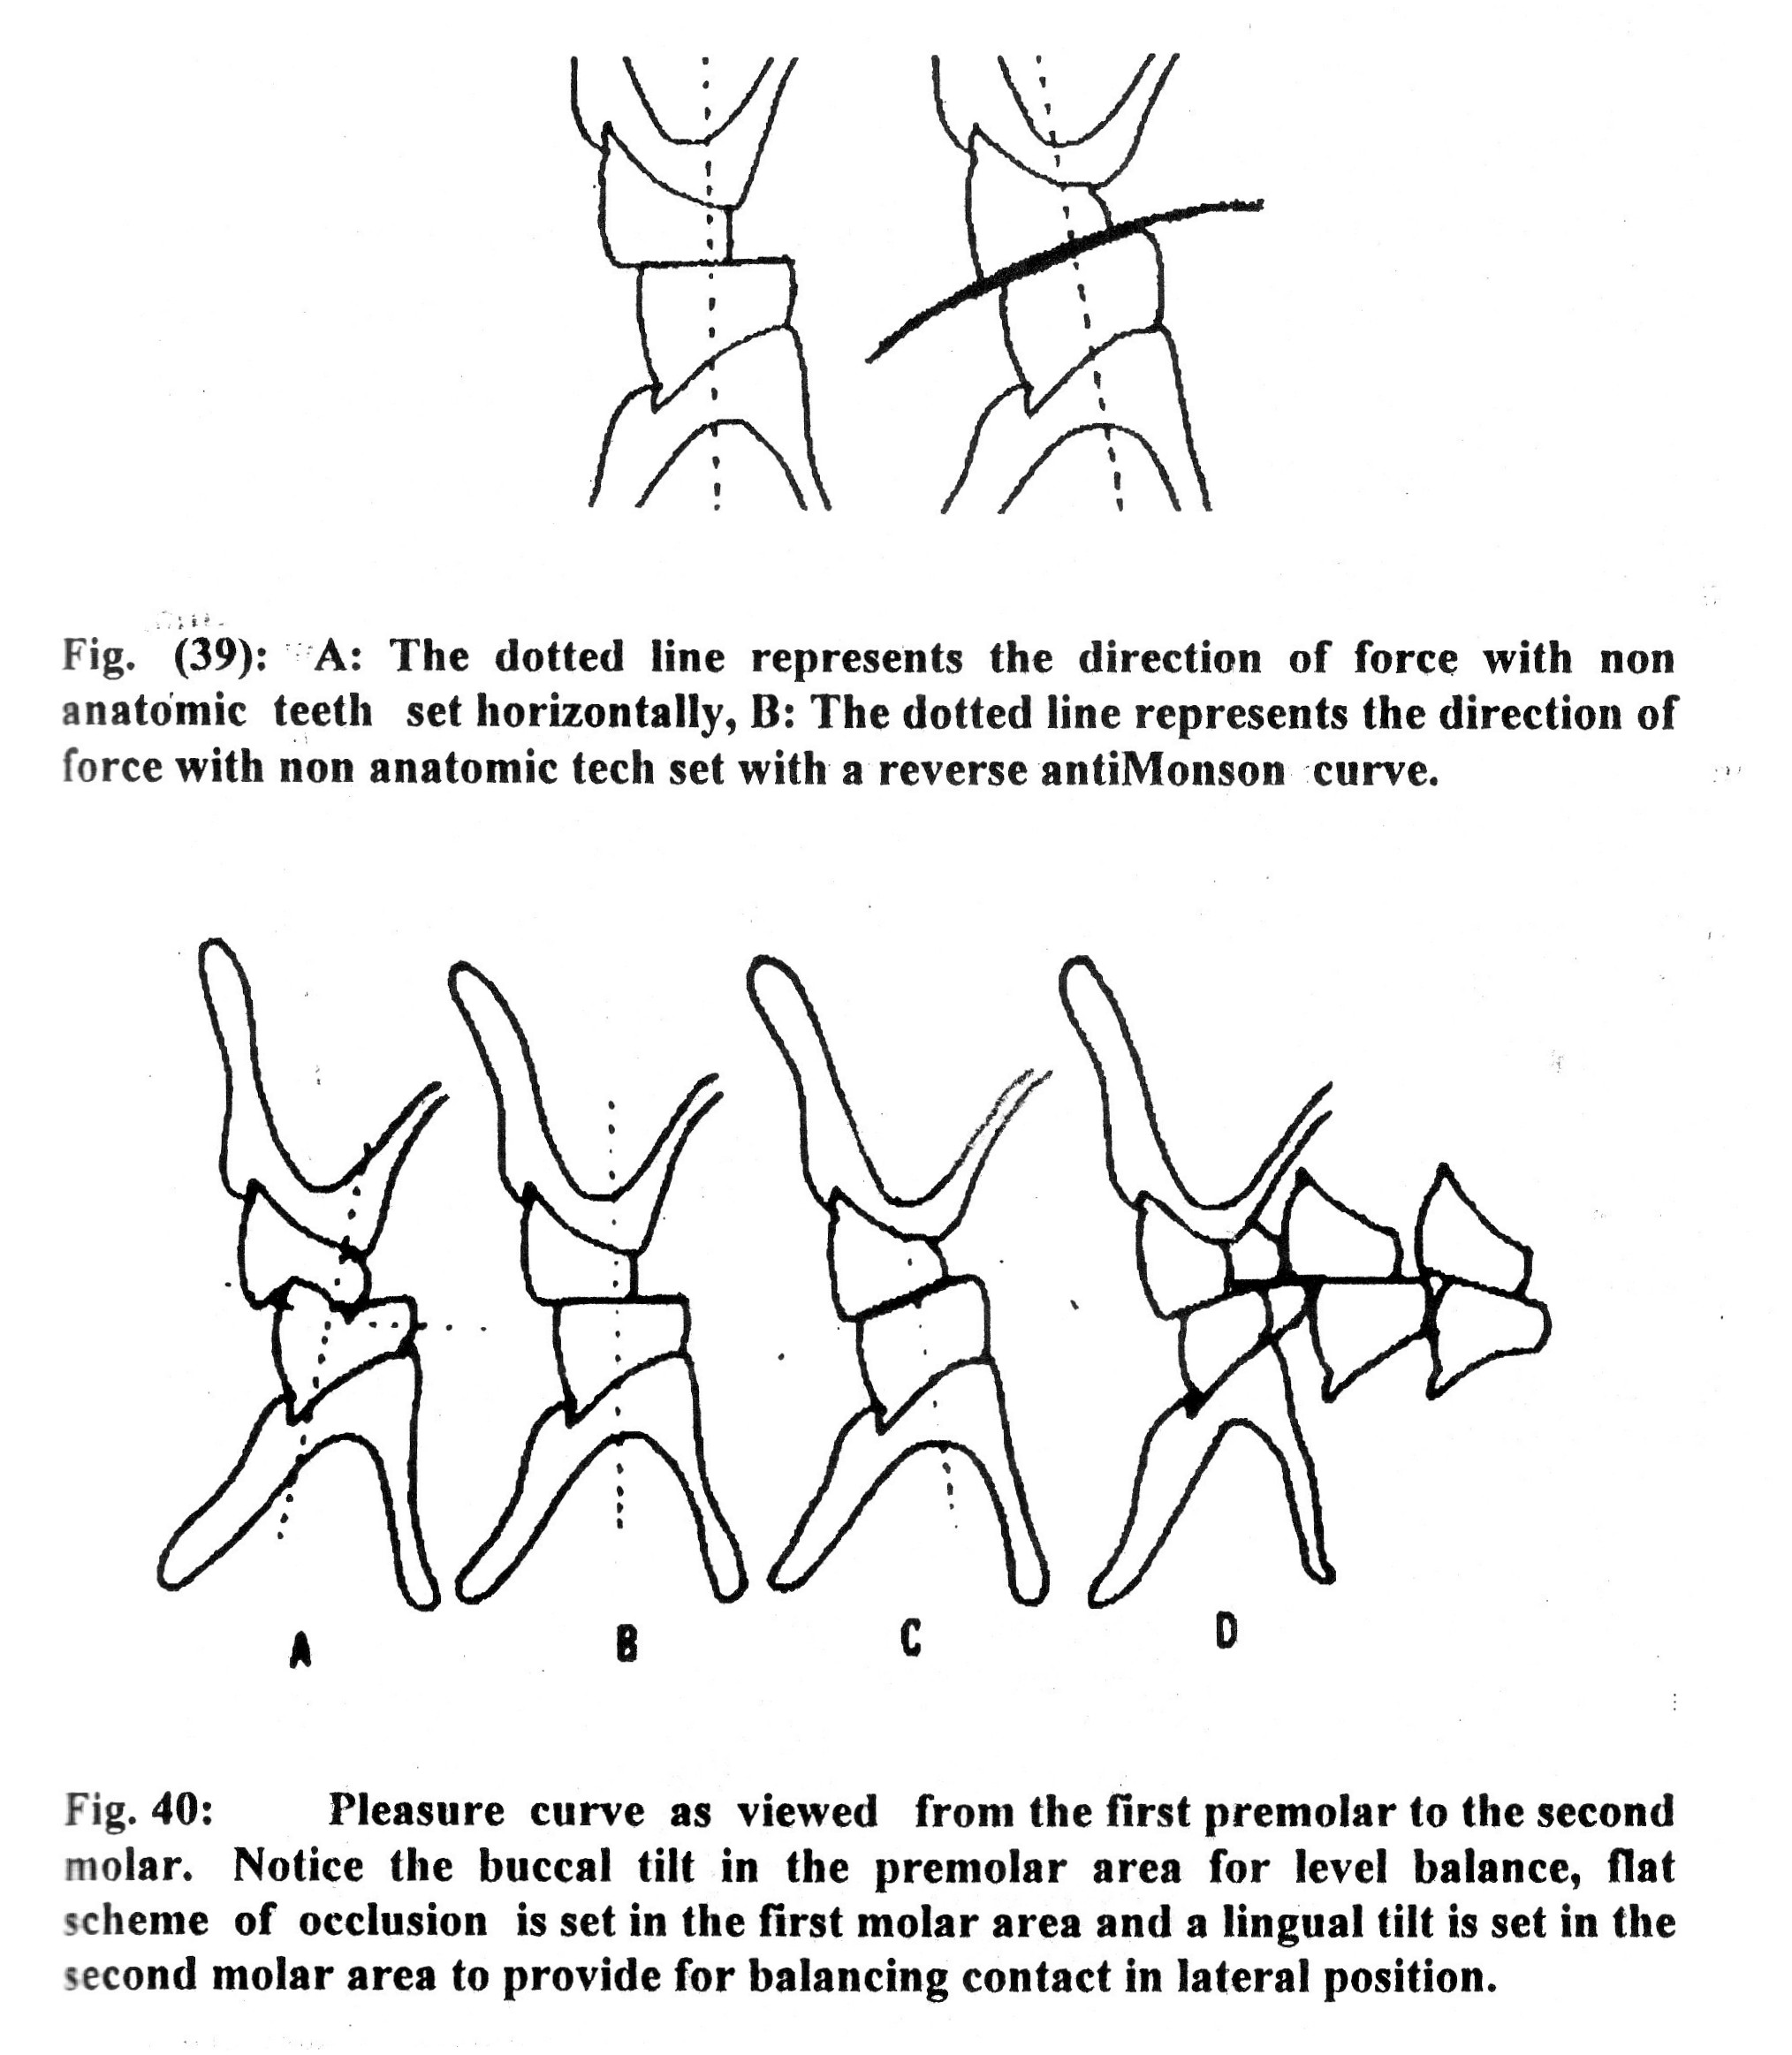 Fig. (39): A: The dotted line represents the direction of force with non
anatomic teeth set horizontally, B: The dotted line represents the direction of
force with non anatomic tech set with a reverse antiMonson curve.
A B C D
Fig. 40: Pleasure curve as viewed from the first premolar to the second
molar. Notice the buccal tilt in the premolar area for level balance, flat
scheme of occlusion is set in the first molar area and a lingual tilt is set in the
second molar area to provide for balancing contact in lateral position.